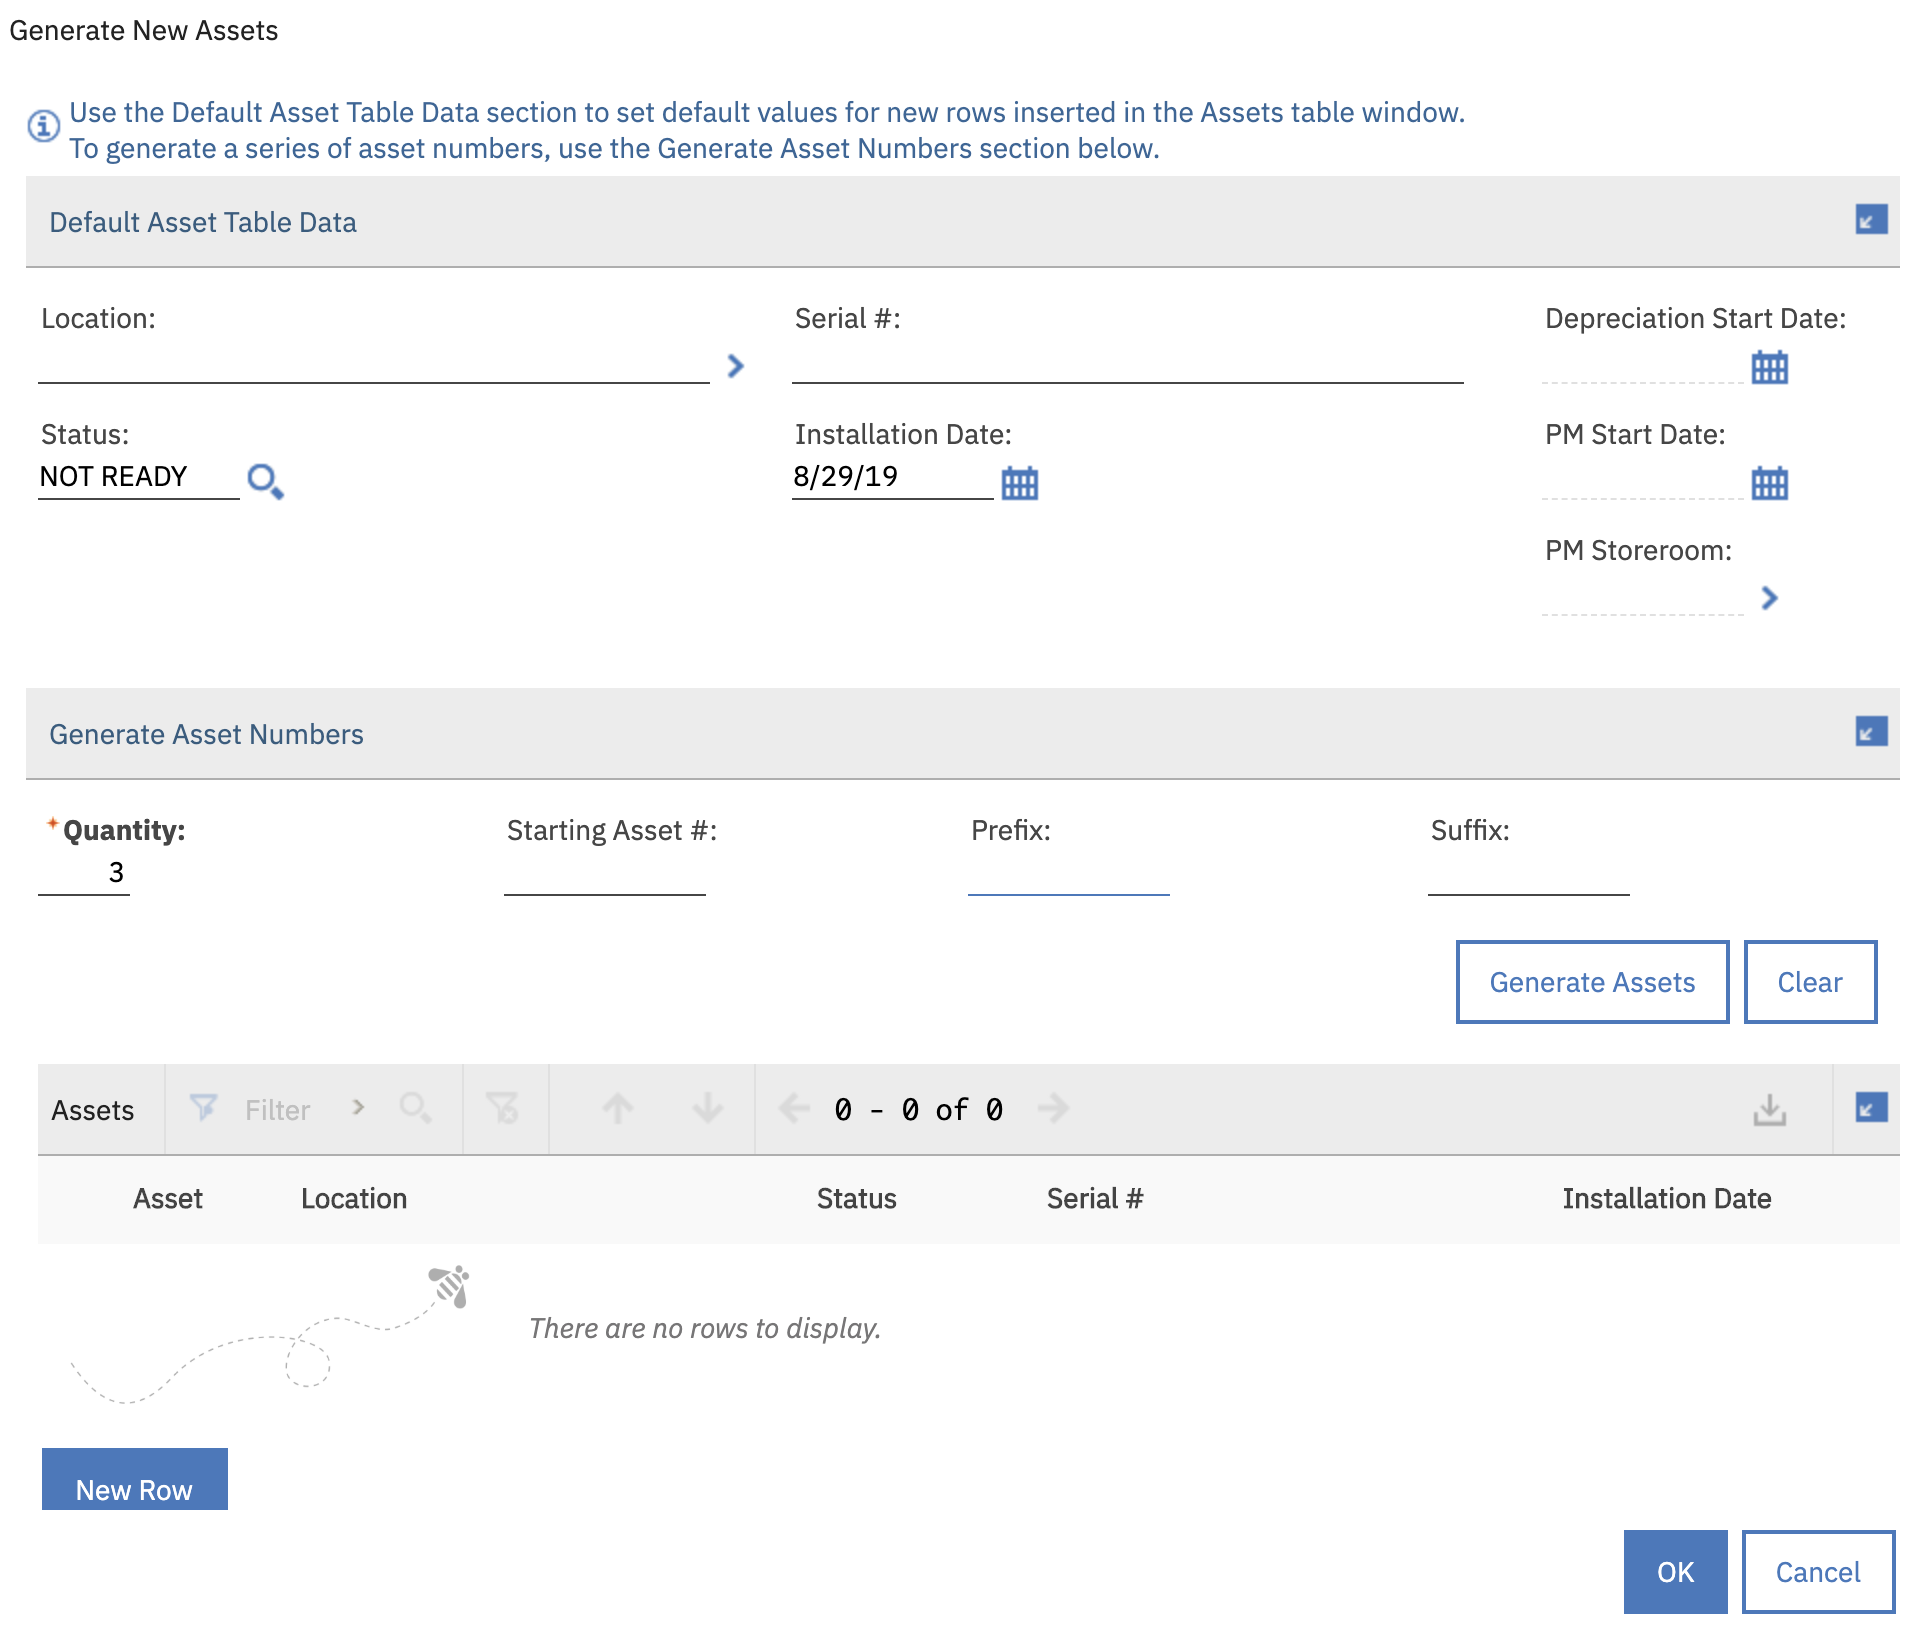 Generate New Assets
Use the Default Asset Table Data section to set default values for new rows inserted in the Assets table window.
To generate a series of asset numbers, use the Generate Asset Numbers section below.
Default Asset Table Data
Location: Serial #: Depreciation Start Date:
Status: Installation Date: PM Start Date:
NOT READY 8/29/19
PM Storeroom:
Generate Asset Numbers
Quantity: Starting Asset #: Prefix: Suffix:
3
Generate Assets Clear
Assets Filter 0 - 0 of 0
Asset Location Status Serial # Installation Date
There are no rows to display.
New Row
OK Cancel